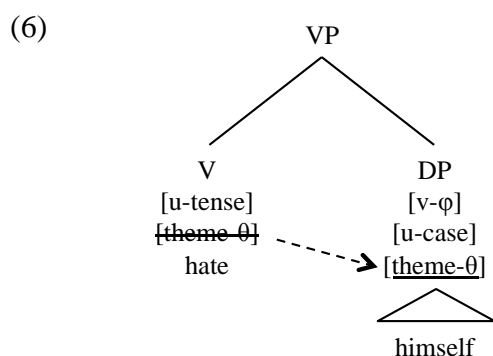 (6)
VP
V DP
[u-tense] [v-φ]
[theme-θ] [u-case]
hate [theme-θ]
himself